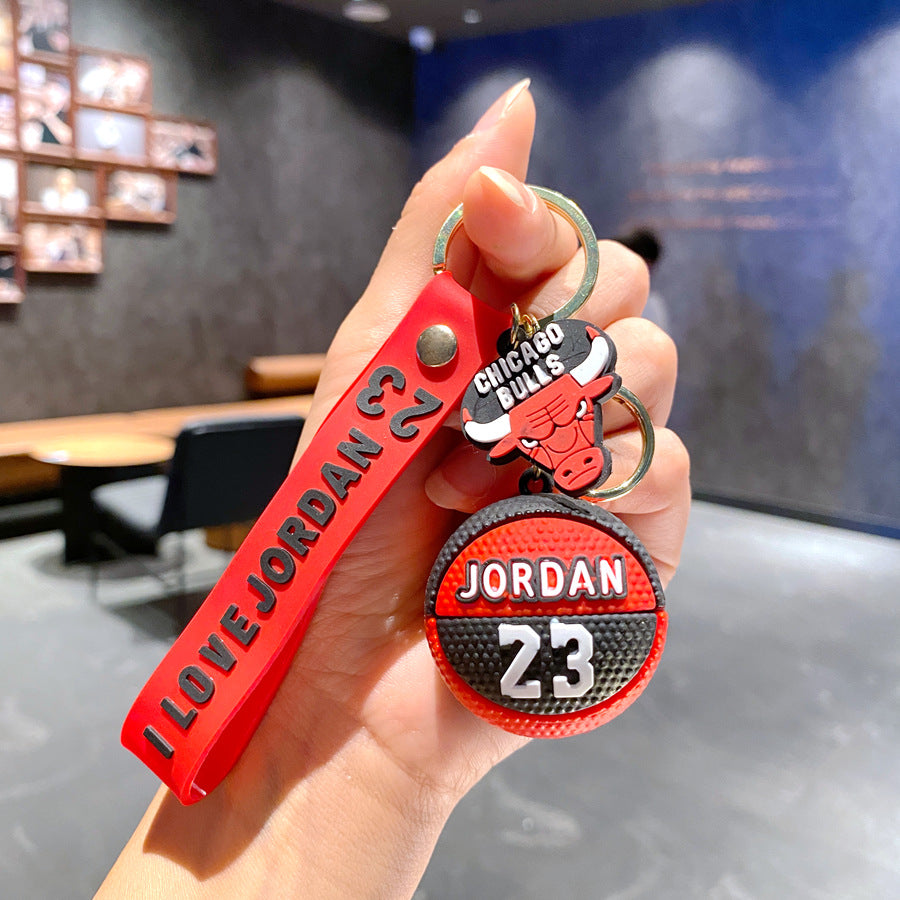 I LOVE JORDAN 23
CHICAGO
BULLS
JORDAN
23